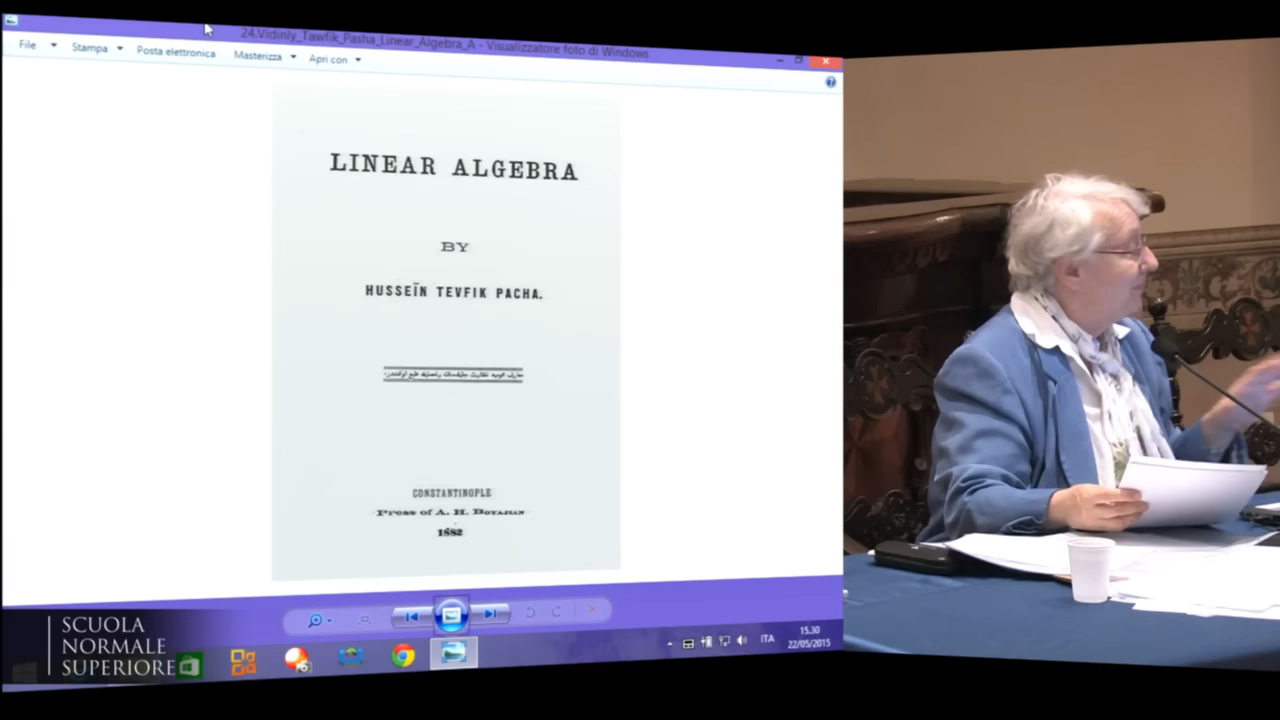 24.Vidinly_Tawfik_Pasha_Linear_Algebra_A - Visualizzatore foto di Windows
File Stampa Posta elettronica Masterizza Apri con
LINEAR ALGEBRA
BY
HUSSEÏN TEVFIK PACHA.
CONSTANTINOPLE
Press of A. H. BOYAJIAN
1882
ITA
15.30
22/05/2015
SCUOLA
NORMALE
SUPERIORE